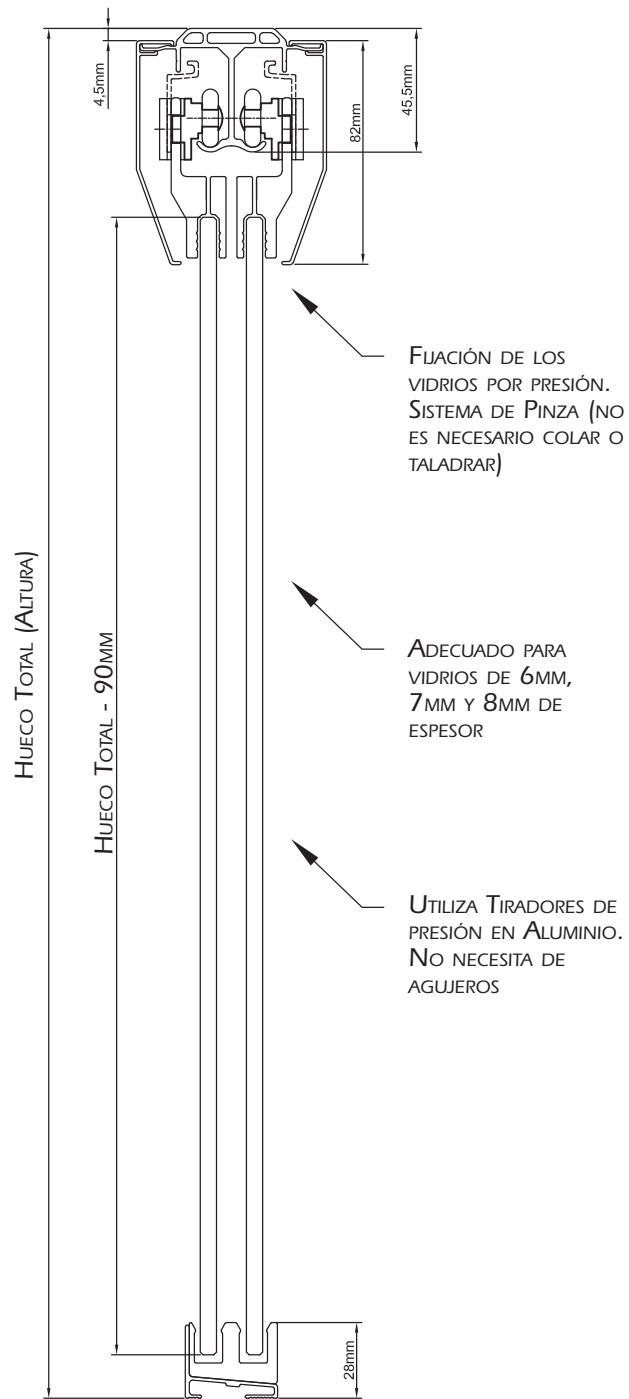 4,5mm
45,5mm
82mm
Fijación de los
vidrios por presión.
Sistema de Pinza (no
es necesario colar o
taladrar)
Hueco Total (Altura)
Hueco Total - 90mm
Adecuado para
vidrios de 6mm,
7mm y 8mm de
espesor
Utiliza Tiradores de
presión en Aluminio.
No necesita de
agujeros
28mm